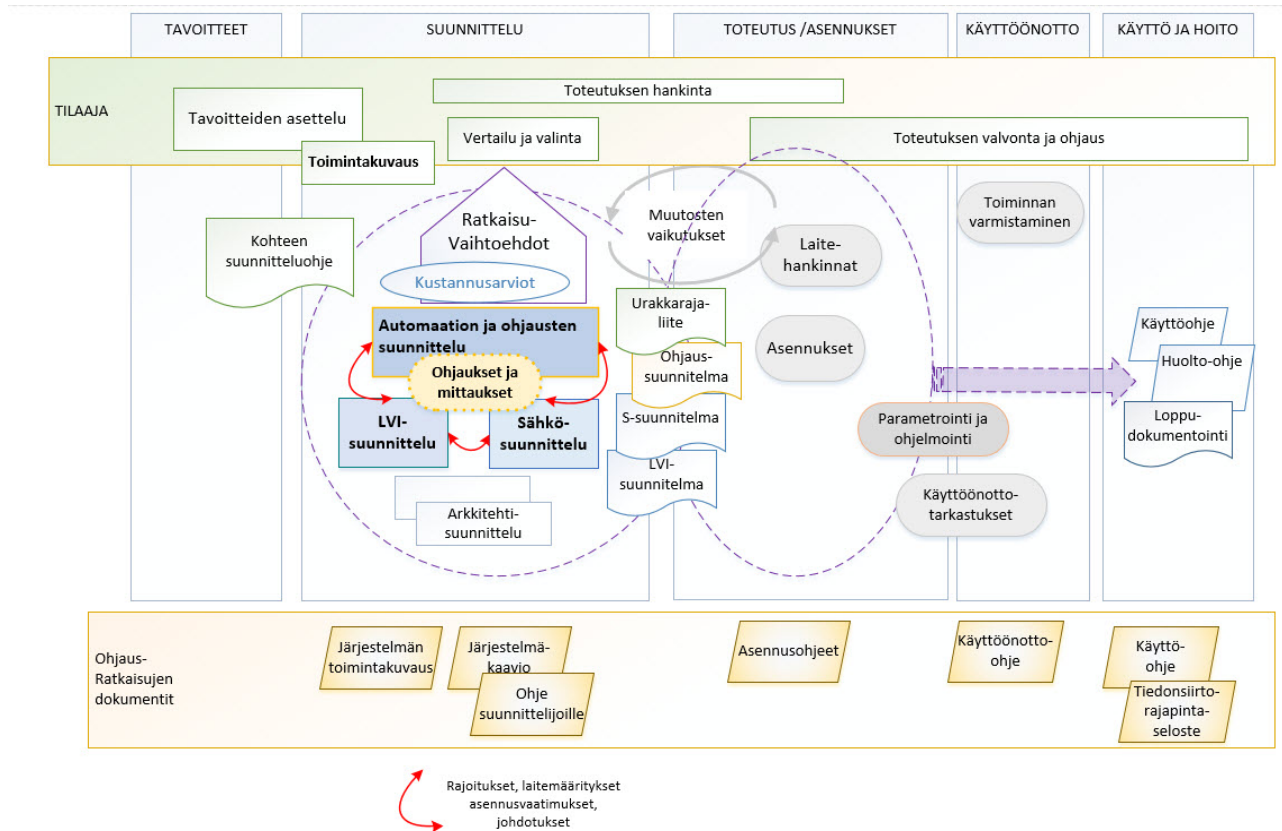 TAVOITTEET
SUUNNITTELU
TOTEUTUS /ASENNUKSET
KÄYTTÖÖNOTTO
KÄYTTÖ JA HOITO
TILAAJA
Tavoitteiden asettelu
Toimintakuvaus
Toteutuksen hankinta
Vertailu ja valinta
Toteutuksen valvonta ja ohjaus
Kohteen
suunnitteluohje
Ratkaisu-
Vaihtoehdot
Kustannusarviot
Muutosten
vaikutukset
Laite-
hankinnat
Toiminnan
varmistaminen
Automaation ja ohjausten
suunnittelu
Ohjaukset ja
mittaukset
LVI-
suunnittelu
Sähkö-
suunnittelu
Arkkitehti-
suunnittelu
Urakkaraja-
liite
Ohjaus-
suunnitelma
S-suunnitelma
LVI-
suunnitelma
Asennukset
Parametrointi ja
ohjelmointi
Käyttöönotto-
tarkastukset
Käyttöohje
Huolto-ohje
Loppu-
dokumentointi
Ohjaus-
Ratkaisujen
dokumentit
Järjestelmän
toimintakuvaus
Järjestelmä-
kaavio
Ohje
suunnittelijoille
Asennusohjeet
Käyttöönotto-
ohje
Käyttö-
ohje
Tiedonsiirto-
rajapinta-
seloste
Rajoitukset, laitemääritykset
asennusvaatimukset,
johdotukset